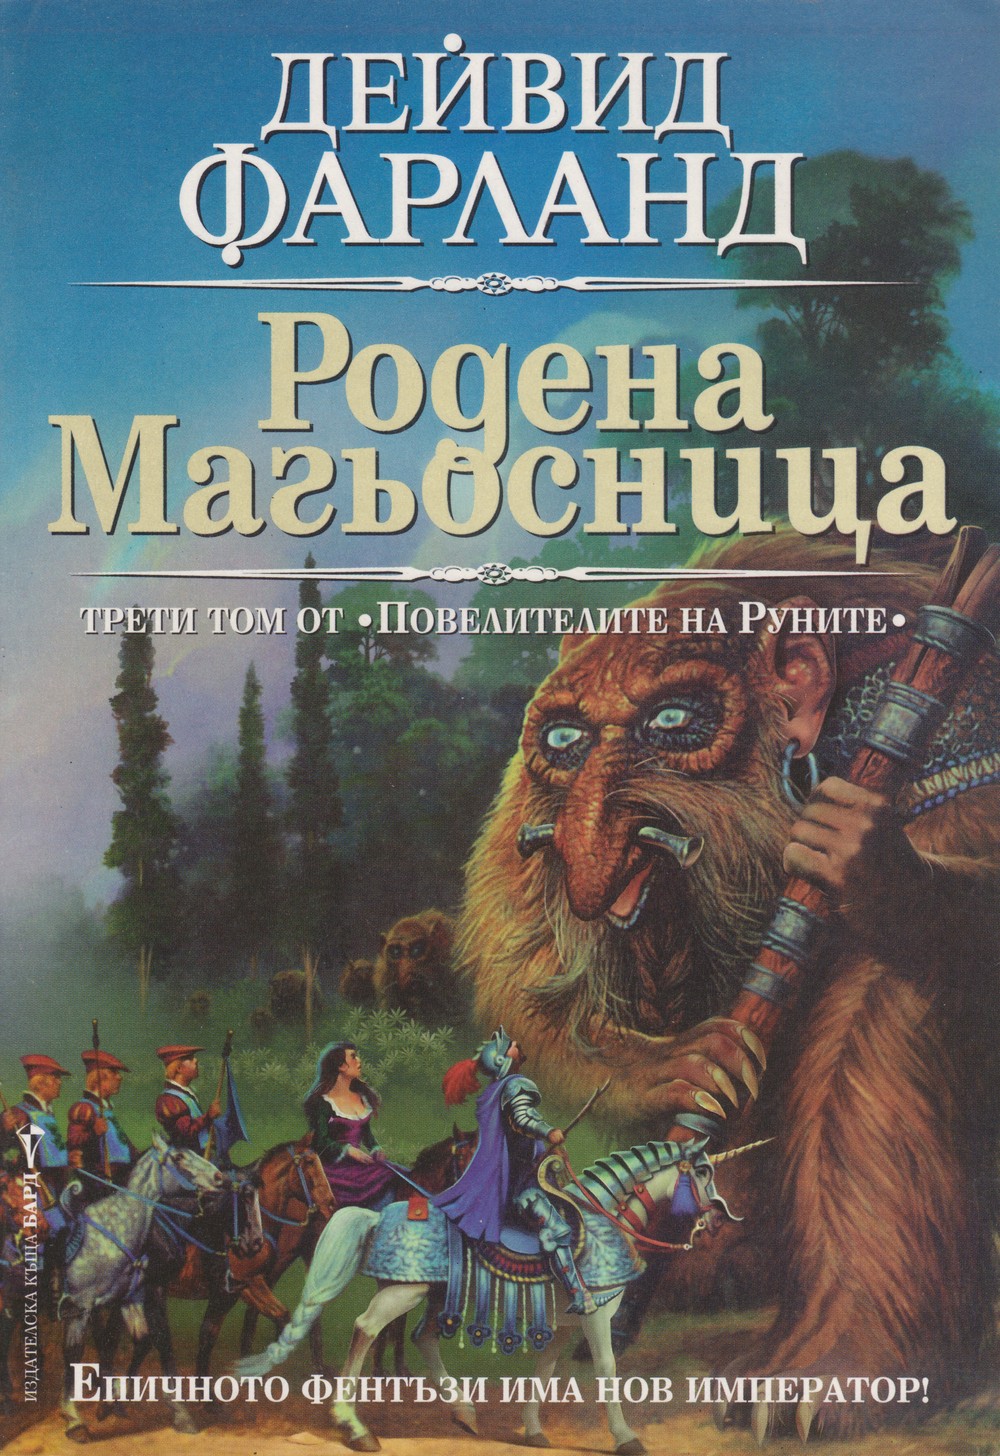 ДЕЙВИД
ФАРЛАНД
Родена
Магьосница
ТРЕТИ ТОМ ОТ •ПОВЕЛИТЕЛИТЕ НА РУНИТЕ•
ИЗДАТЕЛСКА КЪЩА БАРД
ЕПИЧНОТО ФЕНТЪЗИ ИМА НОВ ИМПЕРАТОР!